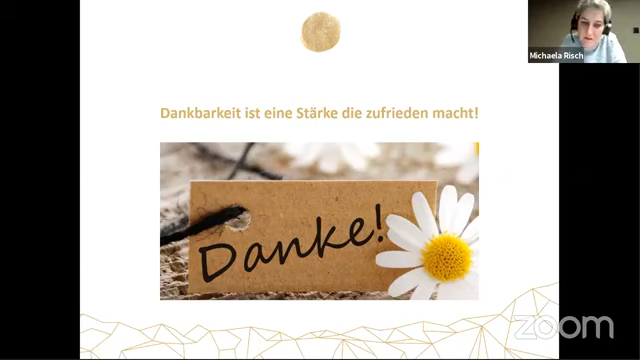 Michaela Risch
Dankbarkeit ist eine Stärke die zufrieden macht!
Danke!
zoom